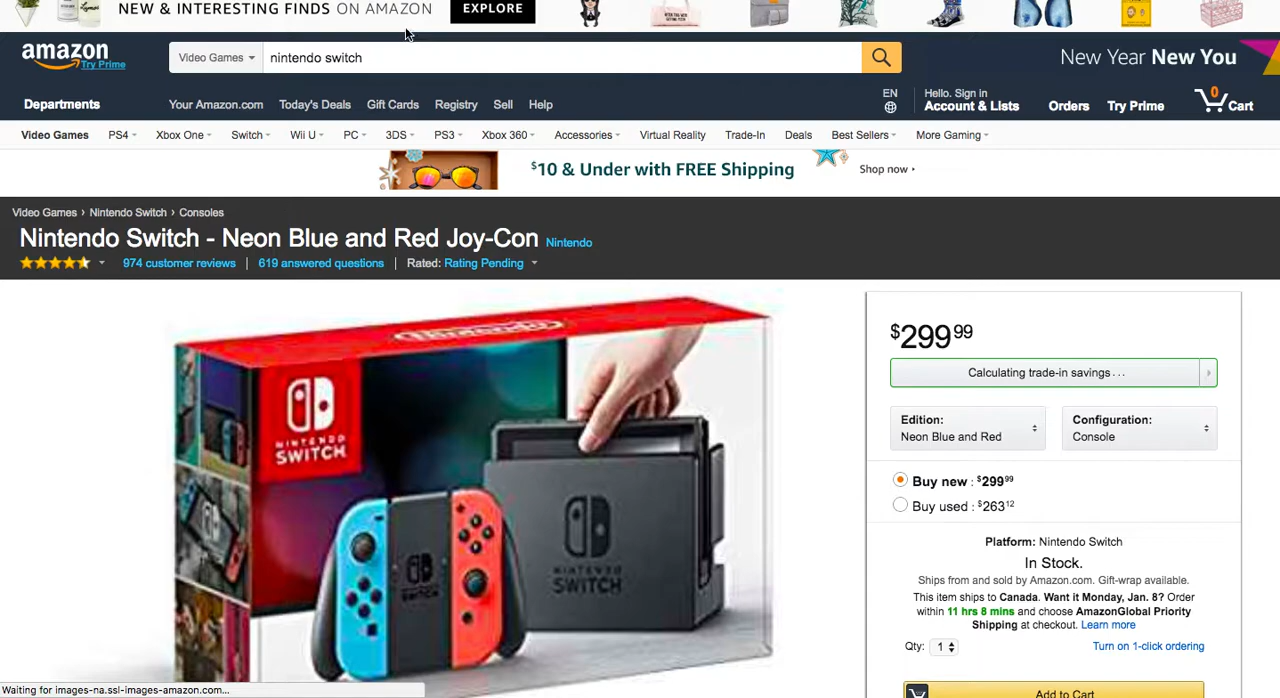 NEW & INTERESTING FINDS ON AMAZON EXPLORE
amazon
Try Prime
Video Games
nintendo switch
New Year New You
Departments
Your Amazon.com Today's Deals Gift Cards Registry Sell Help
EN
Hello. Sign in
Account & Lists
Orders
Try Prime
0
Cart
Video Games PS4 Xbox One Switch Wii U PC 3DS PS3 Xbox 360 Accessories Virtual Reality Trade-In Deals Best Sellers More Gaming
$10 & Under with FREE Shipping
Shop now ›
Video Games › Nintendo Switch › Consoles
Nintendo Switch - Neon Blue and Red Joy-Con Nintendo
974 customer reviews | 619 answered questions | Rated: Rating Pending
Nintendo
NINTENDO
SWITCH
NINTENDO
SWITCH
SWITCH
$299 99
Calculating trade-in savings...
Edition:
Neon Blue and Red
Configuration:
Console
Buy new : $299 99
Buy used : $263 12
Platform: Nintendo Switch
In Stock.
Ships from and sold by Amazon.com. Gift-wrap available.
This item ships to Canada. Want it Monday, Jan. 8? Order
within 11 hrs 8 mins and choose AmazonGlobal Priority
Shipping at checkout. Learn more
Qty: 1
Turn on 1-click ordering
Add to Cart
Waiting for images-na.ssl-images-amazon.com...